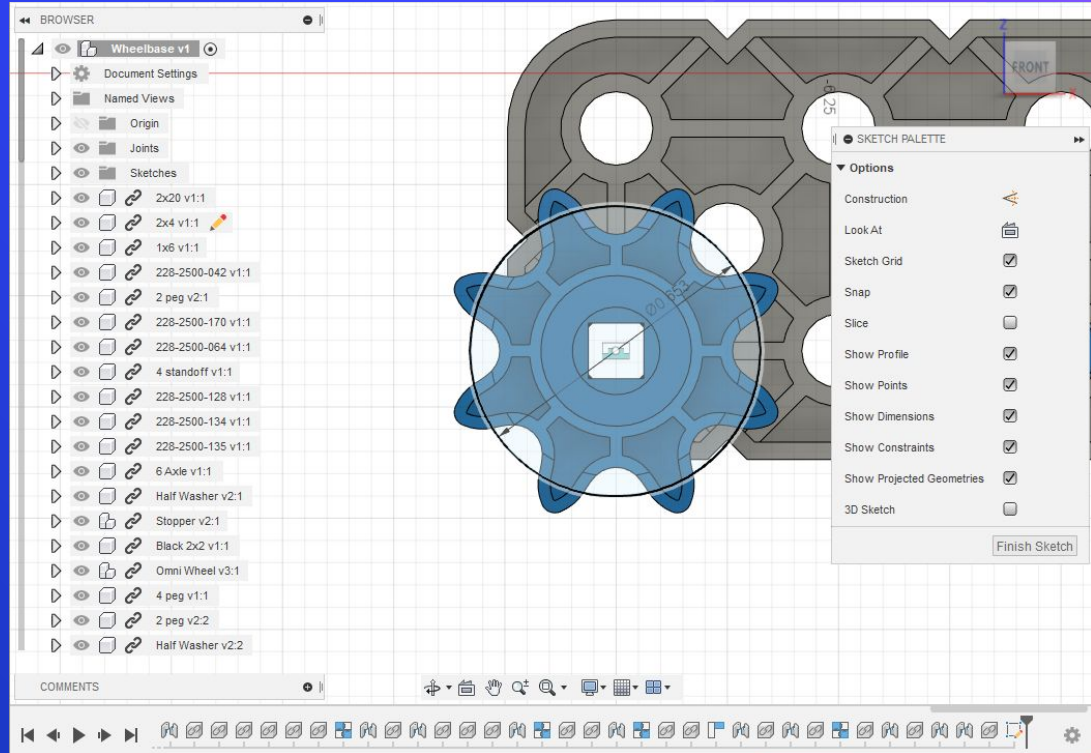 BROWSER
Wheelbase v1
Document Settings
Named Views
Origin
Joints
Sketches
2x20 v1:1
2x4 v1:1
1x6 v1:1
228-2500-042 v1:1
2 peg v2:1
228-2500-170 v1:1
228-2500-064 v1:1
4 standoff v1:1
228-2500-128 v1:1
228-2500-134 v1:1
228-2500-135 v1:1
6 Axle v1:1
Half Washer v2:1
Stopper v2:1
Black 2x2 v1:1
Omni Wheel v3:1
4 peg v1:1
2 peg v2:2
Half Washer v2:2
COMMENTS
Ø0.653
Z
FRONT
X
SKETCH PALETTE
Options
Construction
Look At
Sketch Grid
Snap
Slice
Show Profile
Show Points
Show Dimensions
Show Constraints
Show Projected Geometries
3D Sketch
Finish Sketch